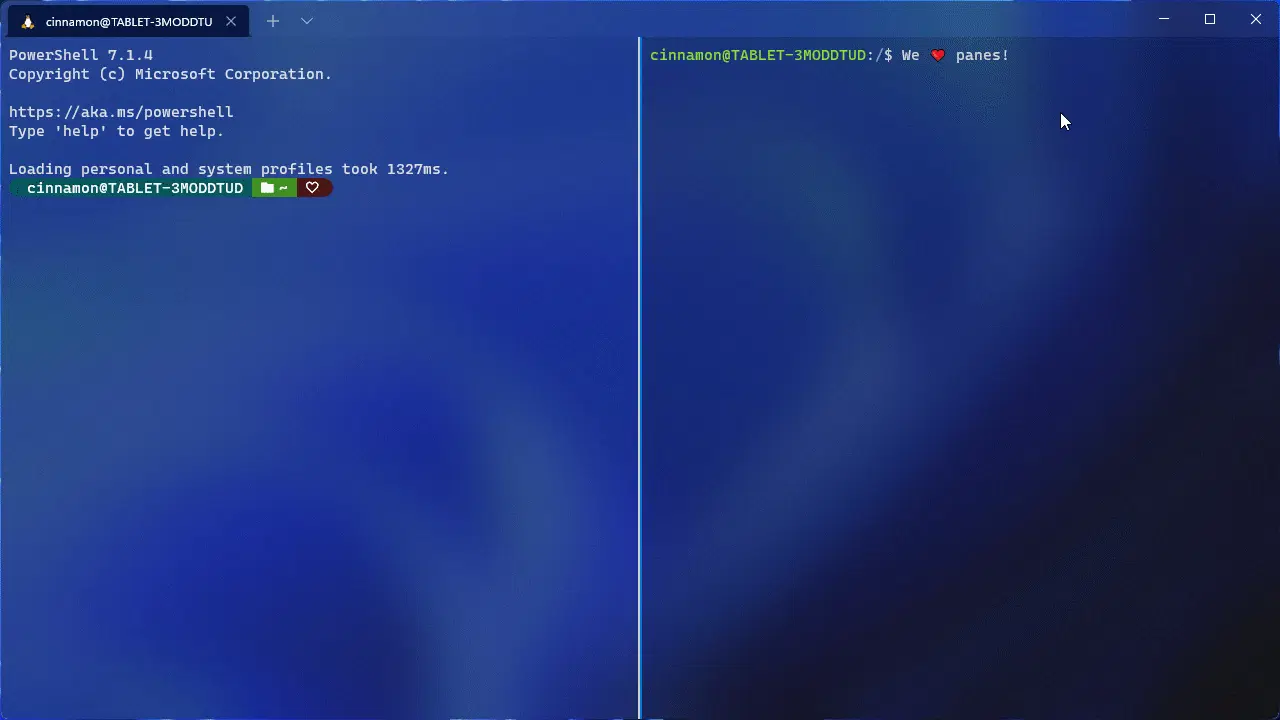 cinnamon@TABLET-3MODDTU
PowerShell 7.1.4
Copyright (c) Microsoft Corporation.
https://aka.ms/powershell
Type 'help' to get help.
Loading personal and system profiles took 1327ms.
cinnamon@TABLET-3MODDTUD ~ ♡
cinnamon@TABLET-3MODDTUD:/$ We ❤️ panes!